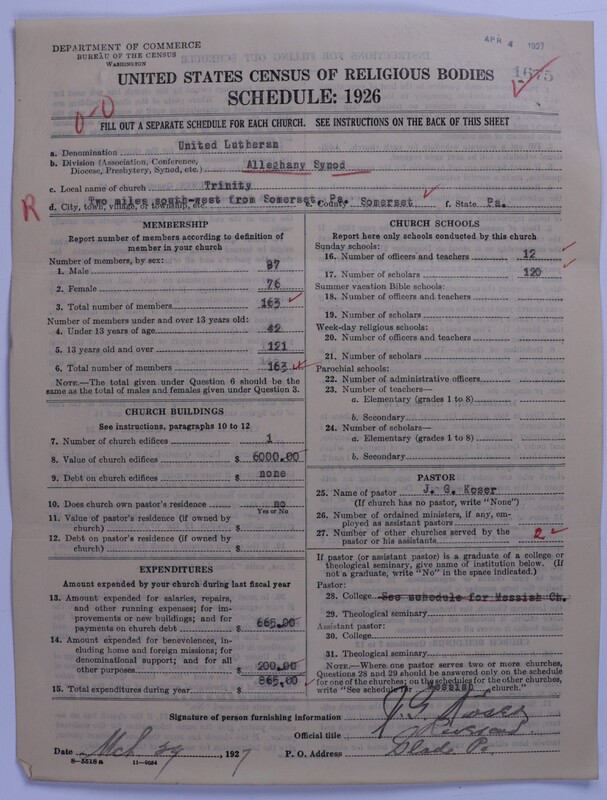 DEPARTMENT OF COMMERCE
BUREAU OF THE CENSUS
WASHINGTON
APR 4 1927
1675
UNITED STATES CENSUS OF RELIGIOUS BODIES
SCHEDULE: 1926
0-0
FILL OUT A SEPARATE SCHEDULE FOR EACH CHURCH. SEE INSTRUCTIONS ON THE BACK OF THIS SHEET
a. Denomination United Lutheran
b. Division (Association, Conference, Diocese, Presbytery, Synod, etc.) Alleghany Synod
c. Local name of church Trinity
R
d. City, town, village, or township, etc. Two miles south-west from Somerset, Pa. e. County Somerset f. State Pa.
MEMBERSHIP
Report number of members according to definition of
member in your church
Number of members, by sex:
1. Male 87
2. Female 76
3. Total number of members 163
Number of members under and over 13 years old:
4. Under 13 years of age 42
5. 13 years old and over 121
6. Total number of members 163
NOTE.—The total given under Question 6 should be
same as the total of males and females given under Question 3.
CHURCH BUILDINGS
See instructions, paragraphs 10 to 12
7. Number of church edifices 1
8. Value of church edifices $ 6000.00
9. Debt on church edifices $ none
10. Does church own pastor's residence no
Yes or No
11. Value of pastor's residence (if owned by
church) $
12. Debt on pastor's residence (if owned by
church) $
EXPENDITURES
Amount expended by your church during last fiscal year
13. Amount expended for salaries, repairs,
and other running expenses; for im-
provements or new buildings; and for
payments on church debt $ 665.00
14. Amount expended for benevolences, in-
cluding home and foreign missions; for
denominational support; and for all
other purposes $ 200.00
15. Total expenditures during year $ 865.00
CHURCH SCHOOLS
Report here only schools conducted by this church
Sunday schools:
16. Number of officers and teachers 12
17. Number of scholars 120
Summer vacation Bible schools:
18. Number of officers and teachers
19. Number of scholars
Week-day religious schools:
20. Number of officers and teachers
21. Number of scholars
Parochial schools:
22. Number of administrative officers
23. Number of teachers—
a. Elementary (grades 1 to 8)
b. Secondary
24. Number of scholars—
a. Elementary (grades 1 to 8)
b. Secondary
PASTOR
25. Name of pastor J. G. Koser
(If church has no pastor, write "None")
26. Number of ordained ministers, if any, em-
ployed as assistant pastors
27. Number of other churches served by the
pastor or his assistants 2
If pastor (or assistant pastor) is a graduate of a college or
theological seminary, give name of institution below. (If
not a graduate, write "No" in the space indicated.)
Pastor:
28. College See schedule for Messiah Ch.
29. Theological seminary
Assistant pastor:
30. College
31. Theological seminary
NOTE.—Where one pastor serves two or more churches,
Questions 28 and 29 should be answered only on the schedule
for one of the churches; on the schedules for the other churches,
write "See schedule for Messiah church."
Signature of person furnishing information J. G. Koser
Official title Reverend
Date Mch 29, 1927 P. O. Address Glade Pa.
8-5518a 11-9054